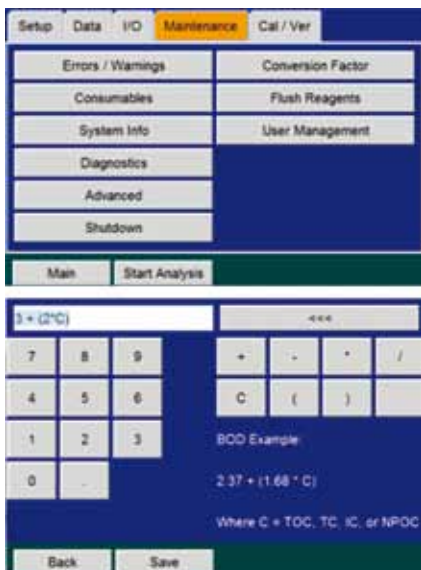 Setup Data I/O Maintenance Cal / Ver
Errors / Warnings Conversion Factor
Consumables Flush Reagents
System Info User Management
Diagnostics
Advanced
Shutdown
Main Start Analysis
3 + (2*C) <<<
7 8 9 + - * /
4 5 6 C ( )
1 2 3 BOD Example:
0 . 2.37 + (1.68 * C)
Where C = TOC, TC, IC, or NPOC
Back Save